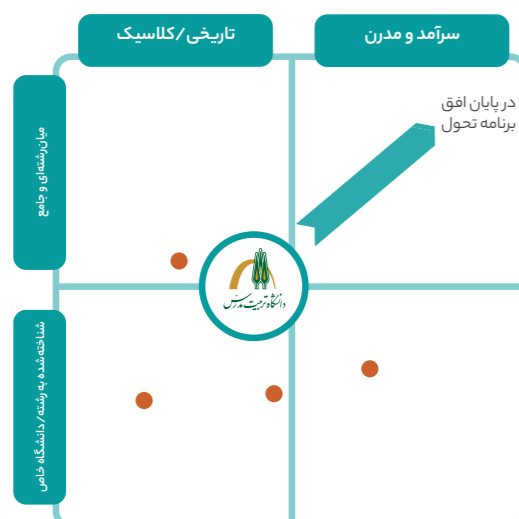 سرآمد و مدرن
تاریخی/کلاسیک
در پایان افق
برنامه تحول
میان‌رشته‌ای و جامع
دانشگاه تربیت مدرس
شناخته‌شده به رشته/دانشگاه خاص